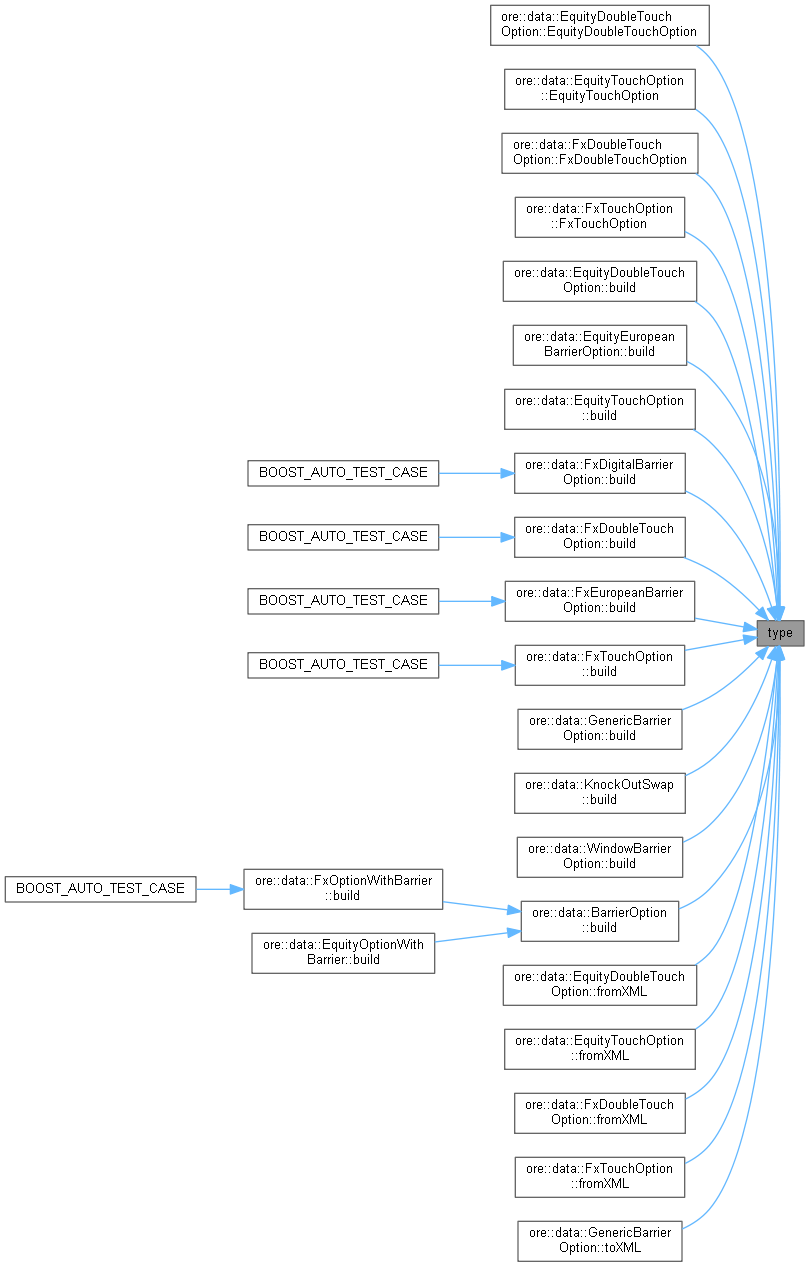 ore::data::EquityDoubleTouch
Option::EquityDoubleTouchOption
ore::data::EquityTouchOption
::EquityTouchOption
ore::data::FxDoubleTouch
Option::FxDoubleTouchOption
ore::data::FxTouchOption
::FxTouchOption
ore::data::EquityDoubleTouch
Option::build
ore::data::EquityEuropean
BarrierOption::build
ore::data::EquityTouchOption
::build
BOOST_AUTO_TEST_CASE
ore::data::FxDigitalBarrier
Option::build
BOOST_AUTO_TEST_CASE
ore::data::FxDoubleTouch
Option::build
BOOST_AUTO_TEST_CASE
ore::data::FxEuropeanBarrier
Option::build
type
BOOST_AUTO_TEST_CASE
ore::data::FxTouchOption
::build
ore::data::GenericBarrier
Option::build
ore::data::KnockOutSwap
::build
ore::data::WindowBarrier
Option::build
BOOST_AUTO_TEST_CASE
ore::data::FxOptionWithBarrier
::build
ore::data::BarrierOption
::build
ore::data::EquityOptionWith
Barrier::build
ore::data::EquityDoubleTouch
Option::fromXML
ore::data::EquityTouchOption
::fromXML
ore::data::FxDoubleTouch
Option::fromXML
ore::data::FxTouchOption
::fromXML
ore::data::GenericBarrier
Option::toXML